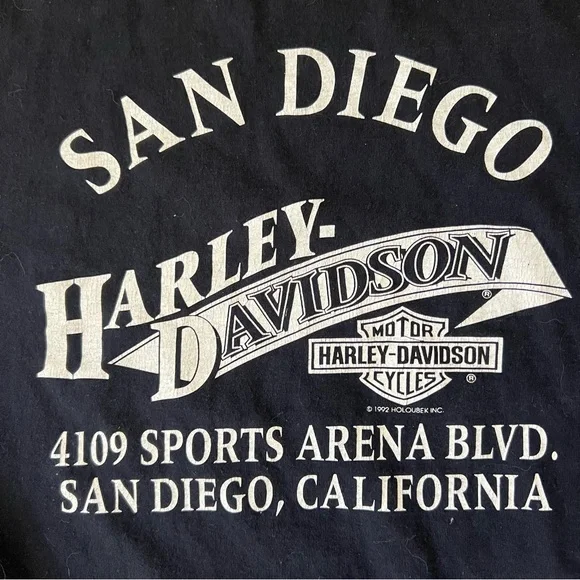 SAN DIEGO
HARLEY-
DAVIDSON ®
MOTOR
HARLEY-DAVIDSON
CYCLES ®
© 1992 HOLOUBEK INC.
4109 SPORTS ARENA BLVD.
SAN DIEGO, CALIFORNIA